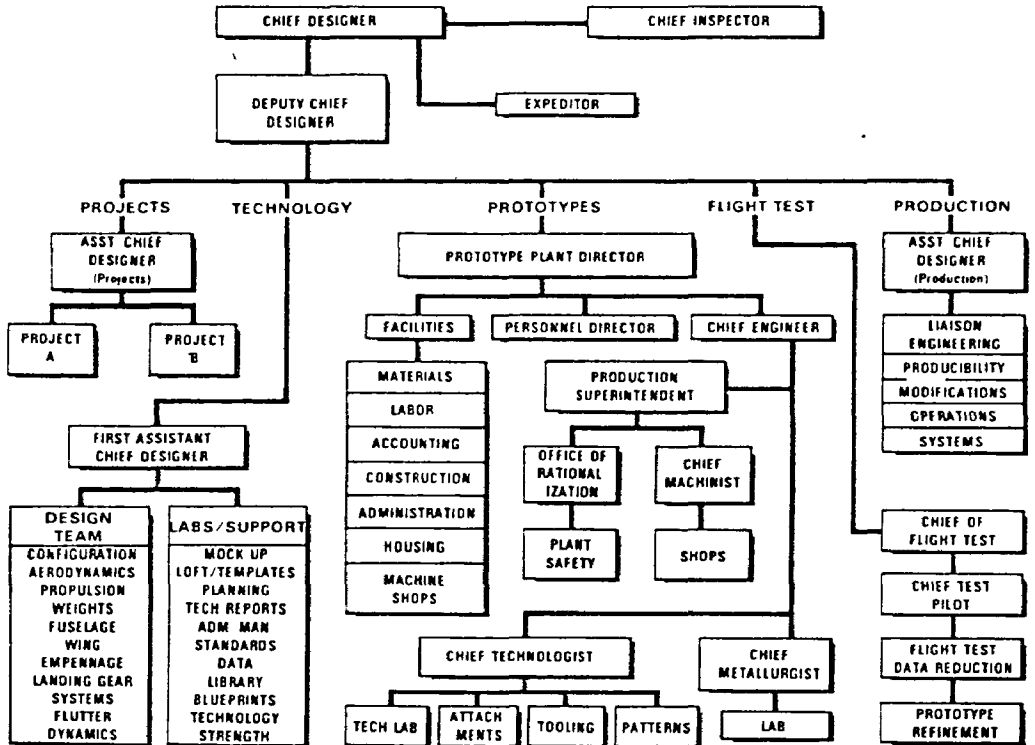 CHIEF DESIGNER
CHIEF INSPECTOR
DEPUTY CHIEF
DESIGNER
EXPEDITOR
PROJECTS
TECHNOLOGY
PROTOTYPES
FLIGHT TEST
PRODUCTION
ASST CHIEF
DESIGNER
(Projects)
PROJECT
A
PROJECT
B
FIRST ASSISTANT
CHIEF DESIGNER
DESIGN
TEAM
CONFIGURATION
AERODYNAMICS
PROPULSION
WEIGHTS
FUSELAGE
WING
EMPENNAGE
LANDING GEAR
SYSTEMS
FLUTTER
DYNAMICS
LABS/SUPPORT
MOCK UP
LOFT/TEMPLATES
PLANNING
TECH REPORTS
ADM MAN
STANDARDS
DATA
LIBRARY
BLUEPRINTS
TECHNOLOGY
STRENGTH
PROTOTYPE PLANT DIRECTOR
FACILITIES
PERSONNEL DIRECTOR
CHIEF ENGINEER
MATERIALS
LABOR
ACCOUNTING
CONSTRUCTION
ADMINISTRATION
HOUSING
MACHINE
SHOPS
PRODUCTION
SUPERINTENDENT
OFFICE OF
RATIONAL
IZATION
CHIEF
MACHINIST
PLANT
SAFETY
SHOPS
CHIEF TECHNOLOGIST
CHIEF
METALLURGIST
TECH LAB
ATTACH
MENTS
TOOLING
PATTERNS
LAB
ASST CHIEF
DESIGNER
(Production)
LIAISON
ENGINEERING
PRODUCIBILITY
MODIFICATIONS
OPERATIONS
SYSTEMS
CHIEF OF
FLIGHT TEST
CHIEF TEST
PILOT
FLIGHT TEST
DATA REDUCTION
PROTOTYPE
REFINEMENT